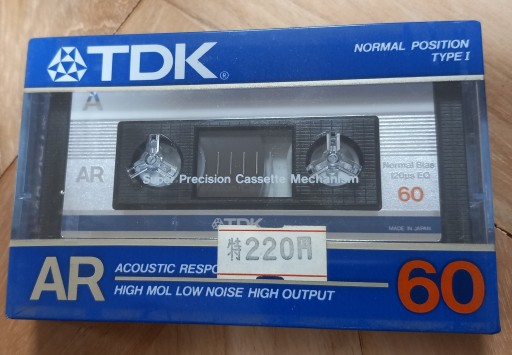 TDK®
NORMAL POSITION
TYPE I
A
AR
Normal Bias
120μs EQ
60
Super Precision Cassette Mechanism
TDK
MADE IN JAPAN
特220円
AR
ACOUSTIC RESPO
HIGH MOL LOW NOISE HIGH OUTPUT
60